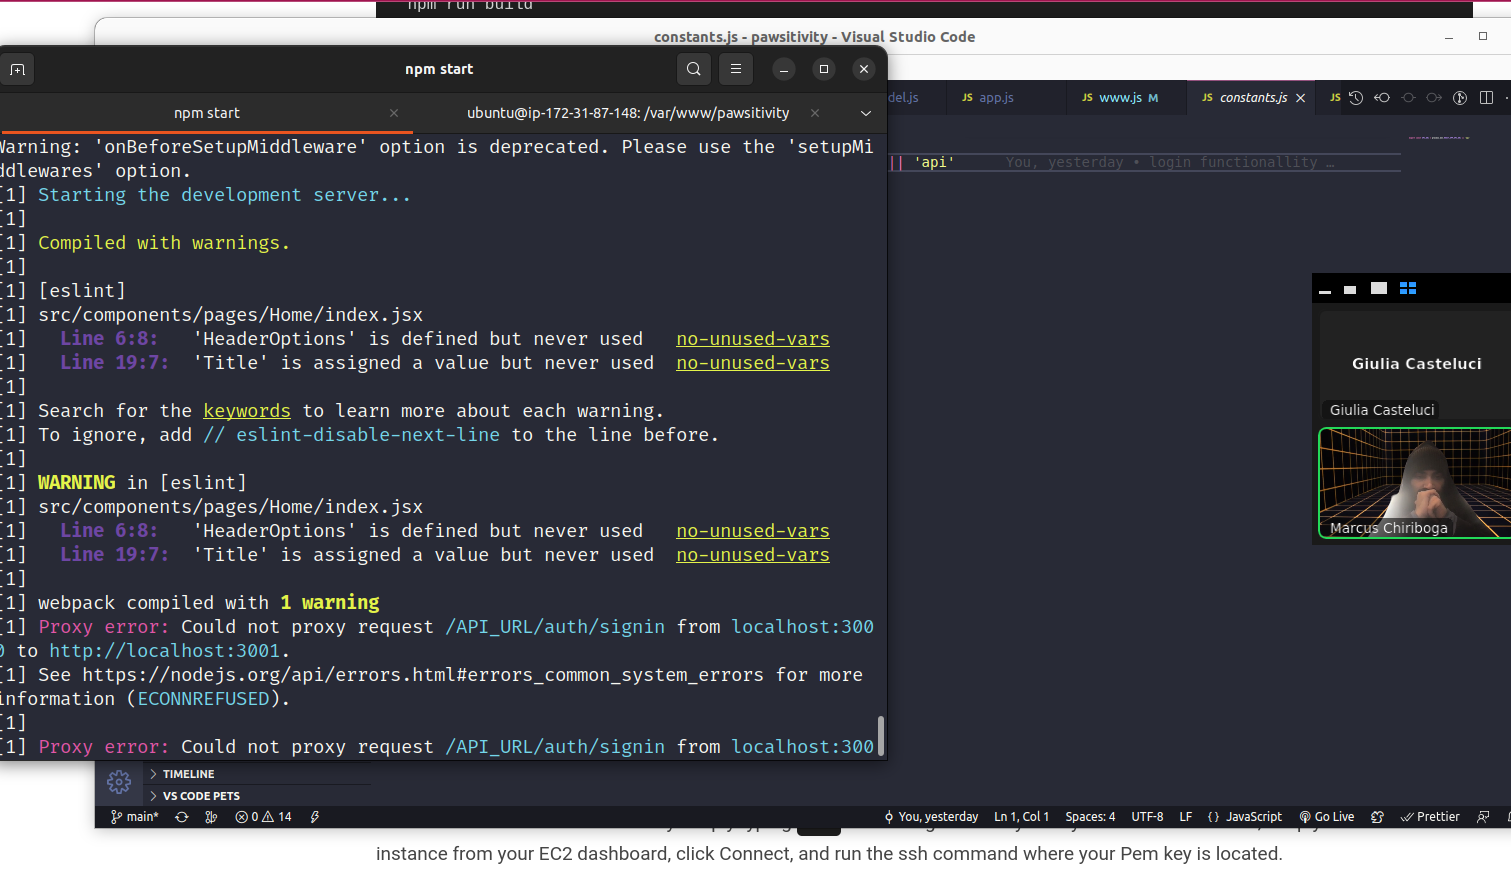 npm run build
constants.js - pawsitivity - Visual Studio Code
npm start
npm start
ubuntu@ip-172-31-87-148: /var/www/pawsitivity
del.js
JS app.js
JS www.js M
JS constants.js
JS
|| 'api' You, yesterday • login functionallity …
Warning: 'onBeforeSetupMiddleware' option is deprecated. Please use the 'setupMi
ddlewares' option.
[1] Starting the development server...
[1]
[1] Compiled with warnings.
[1]
[1] [eslint]
[1] src/components/pages/Home/index.jsx
[1]   Line 6:8:   'HeaderOptions' is defined but never used   no-unused-vars
[1]   Line 19:7:  'Title' is assigned a value but never used  no-unused-vars
[1]
[1] Search for the keywords to learn more about each warning.
[1] To ignore, add // eslint-disable-next-line to the line before.
[1]
[1] WARNING in [eslint]
[1] src/components/pages/Home/index.jsx
[1]   Line 6:8:   'HeaderOptions' is defined but never used   no-unused-vars
[1]   Line 19:7:  'Title' is assigned a value but never used  no-unused-vars
[1]
[1] webpack compiled with 1 warning
[1] Proxy error: Could not proxy request /API_URL/auth/signin from localhost:300
0 to http://localhost:3001.
[1] See https://nodejs.org/api/errors.html#errors_common_system_errors for more
information (ECONNREFUSED).
[1]
[1] Proxy error: Could not proxy request /API_URL/auth/signin from localhost:300
Giulia Casteluci
Giulia Casteluci
Marcus Chiriboga
TIMELINE
VS CODE PETS
main*
0
14
You, yesterday
Ln 1, Col 1
Spaces: 4
UTF-8
LF
{ } JavaScript
Go Live
Prettier
instance from your EC2 dashboard, click Connect, and run the ssh command where your Pem key is located.